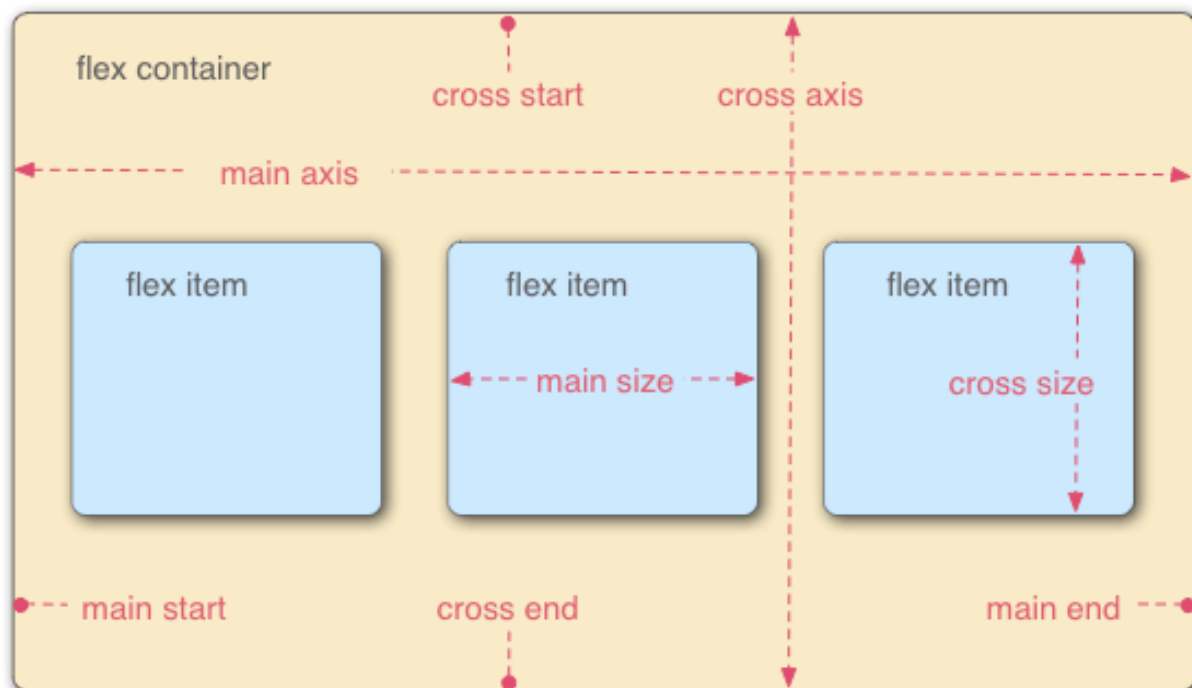 flex container
cross start
cross axis
main axis
flex item
flex item
flex item
main size
cross size
main start
cross end
main end